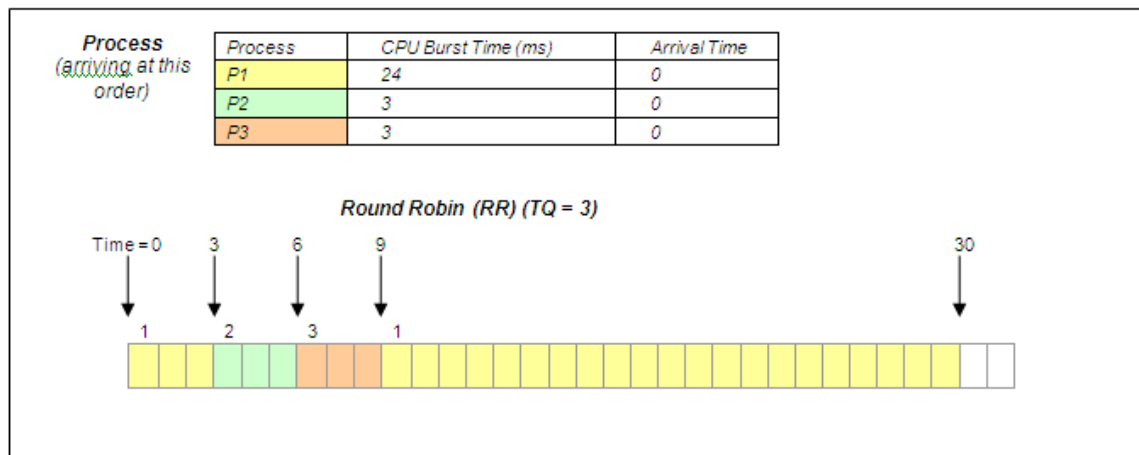 Process
(arriving at this
order)
Process CPU Burst Time (ms) Arrival Time
P1 24 0
P2 3 0
P3 3 0
Round Robin (RR) (TQ = 3)
Time = 0 3 6 9 30
1 2 3 1